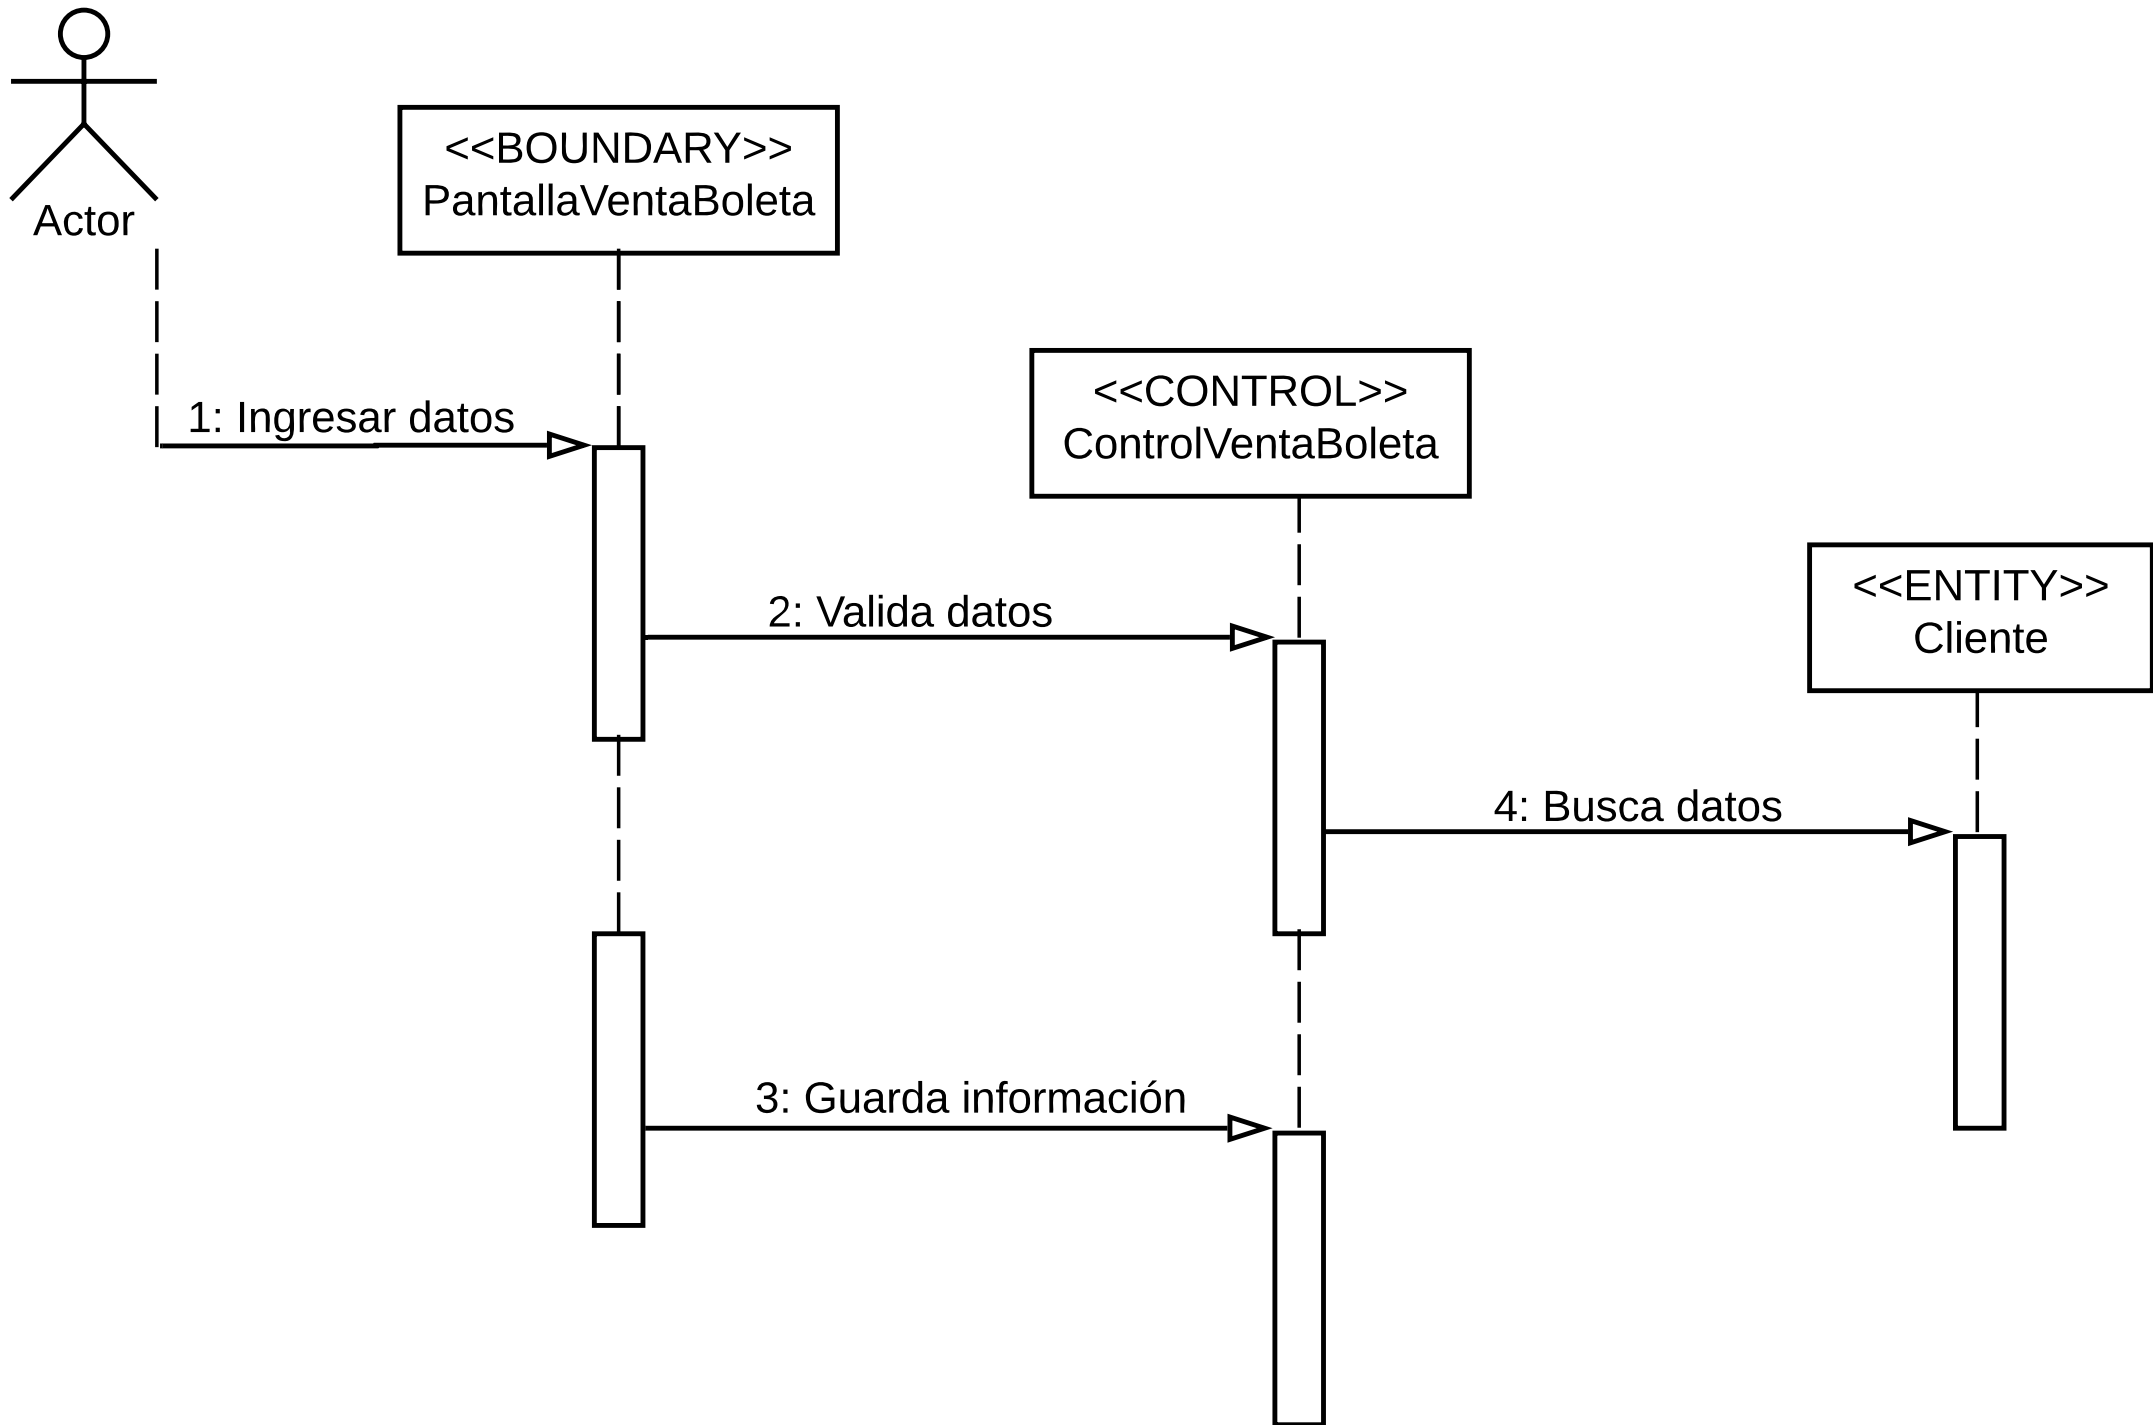 Actor
<<BOUNDARY>>
PantallaVentaBoleta
<<CONTROL>>
ControlVentaBoleta
1: Ingresar datos
<<ENTITY>>
Cliente
2: Valida datos
4: Busca datos
3: Guarda información